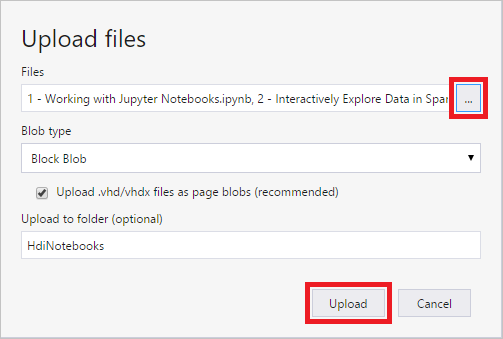 Upload files
Files
1 - Working with Jupyter Notebooks.ipynb, 2 - Interactively Explore Data in Spar
...
Blob type
Block Blob
Upload .vhd/vhdx files as page blobs (recommended)
Upload to folder (optional)
HdiNotebooks
Upload Cancel